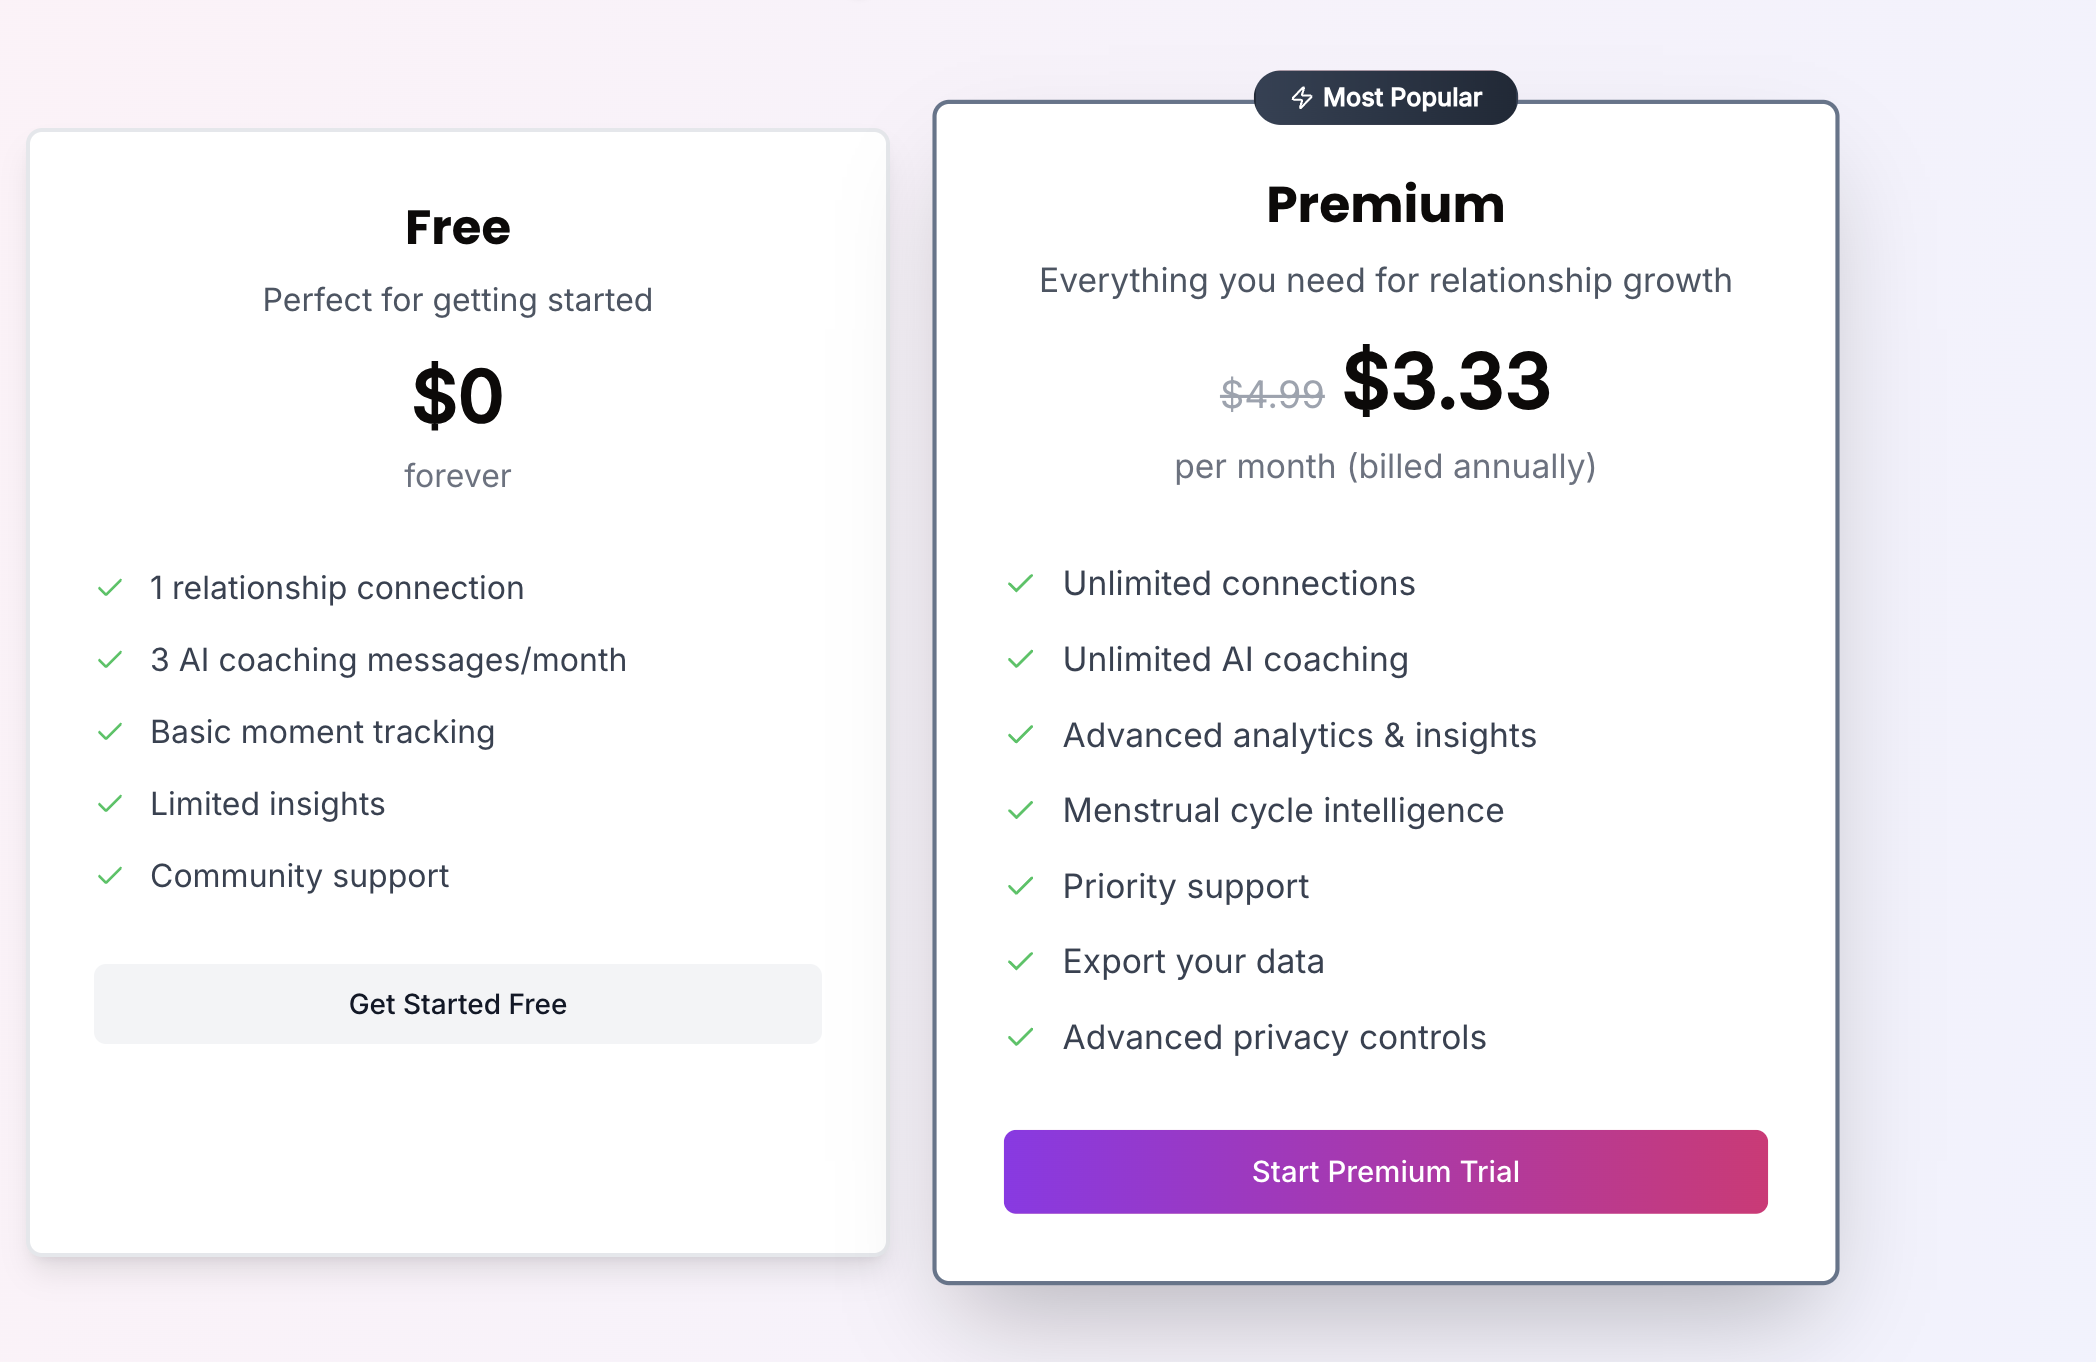 Free
Perfect for getting started
$0
forever
1 relationship connection
3 AI coaching messages/month
Basic moment tracking
Limited insights
Community support
Get Started Free
Most Popular
Premium
Everything you need for relationship growth
$4.99 $3.33
per month (billed annually)
Unlimited connections
Unlimited AI coaching
Advanced analytics & insights
Menstrual cycle intelligence
Priority support
Export your data
Advanced privacy controls
Start Premium Trial